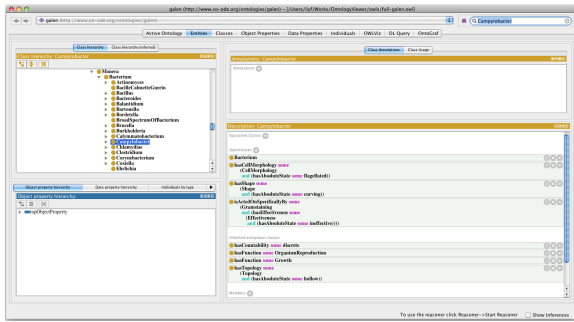 galen (http://www.co-ode.org/ontologies/galen) – [/Users/ilyf/Works/OntologyViewer/owls/full-galen.owl]
galen (http://www.co-ode.org/ontologies/galen)
Campylobacter
Active Ontology Entities Classes Object Properties Data Properties Individuals OWLViz DL Query OntoGraf
Class hierarchy Class hierarchy (inferred)
Class hierarchy: Campylobacter
Monera
Bacterium
Actinomyces
BacilleCalmetteGuerin
Bacillus
Bacteroides
Balantidium
Bartonella
Bordetella
BroadSpectrumOfBacterium
Brucella
Burkholderia
Calymmatobacterium
Campylobacter
Chlamydiae
Clostridium
Corynebacterium
Coxiella
Ehrlichia
Object property hierarchy Data property hierarchy Individuals by type
Object property hierarchy:
topObjectProperty
Class Annotations Class Usage
Annotations: Campylobacter
Annotations
Description: Campylobacter
Equivalent classes
Superclasses
Bacterium
hasCellMorphology some
(CellMorphology
and (hasAbsoluteState some flagellated))
hasShape some
(Shape
and (hasAbsoluteState some curving))
isActedOnSpecificallyBy some
(Gramstaining
and (hasEffectiveness some
(Effectiveness
and (hasAbsoluteState some ineffective))))
Inherited anonymous classes
hasCountability some discrete
hasFunction some OrganismReproduction
hasFunction some Growth
hasTopology some
(Topology
and (hasAbsoluteState some hollow))
Members
To use the reasoner click Reasoner->Start Reasoner Show Inferences